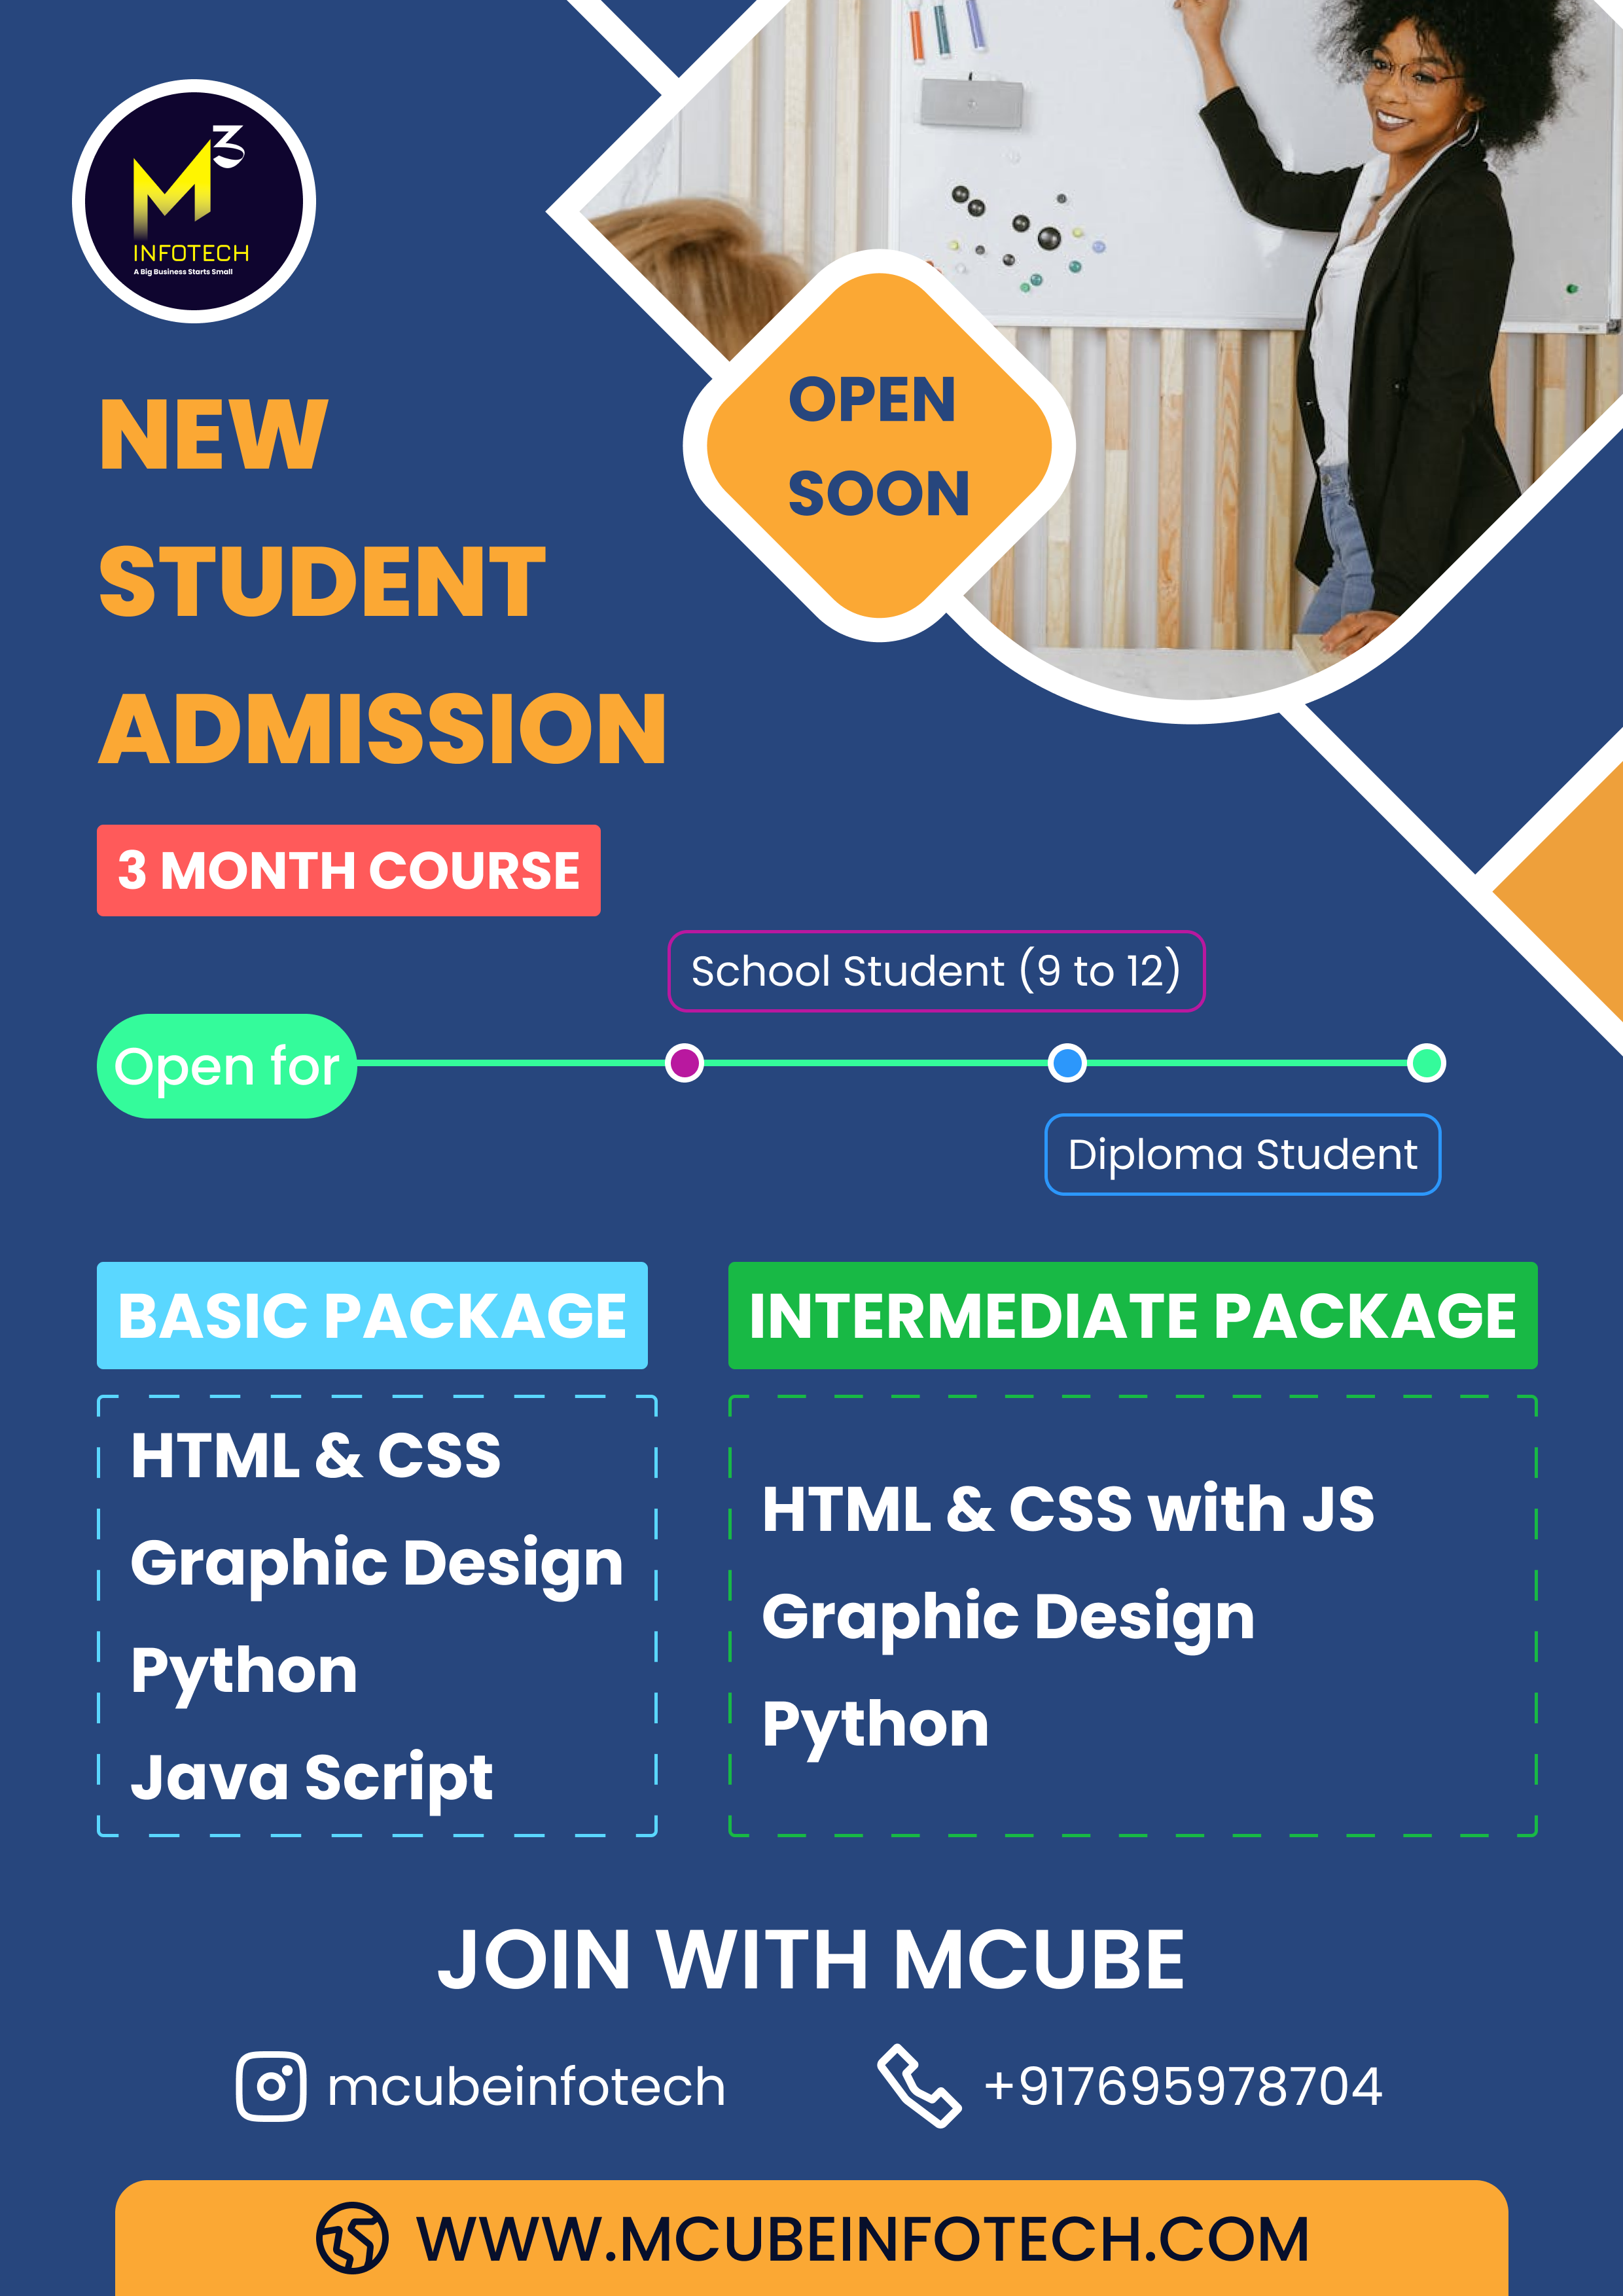 M3
INFOTECH
A Big Business Starts Small
OPEN
SOON
NEW
STUDENT
ADMISSION
3 MONTH COURSE
School Student (9 to 12)
Open for
Diploma Student
BASIC PACKAGE
HTML & CSS
Graphic Design
Python
Java Script
INTERMEDIATE PACKAGE
HTML & CSS with JS
Graphic Design
Python
JOIN WITH MCUBE
mcubeinfotech
+917695978704
WWW.MCUBEINFOTECH.COM